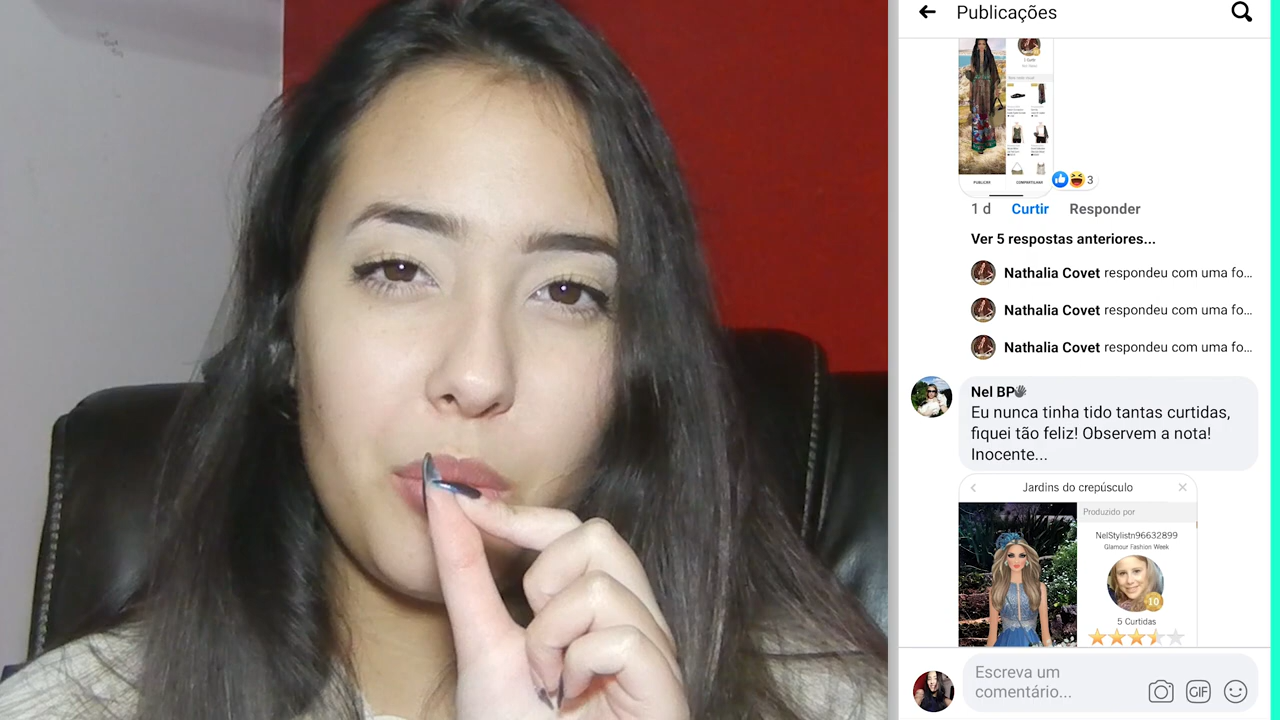 Publicações
PUBLICAR
COMPARTILHAR
3
1 d
Curtir
Responder
Ver 5 respostas anteriores...
Nathalia Covet respondeu com uma fo...
Nathalia Covet respondeu com uma fo...
Nathalia Covet respondeu com uma fo...
Nel BP
Eu nunca tinha tido tantas curtidas,
fiquei tão feliz! Observem a nota!
Inocente...
Jardins do crepúsculo
Produzido por
NelStylistn96632899
Glamour Fashion Week
+10
5 Curtidas
Escreva um
comentário...
GIF